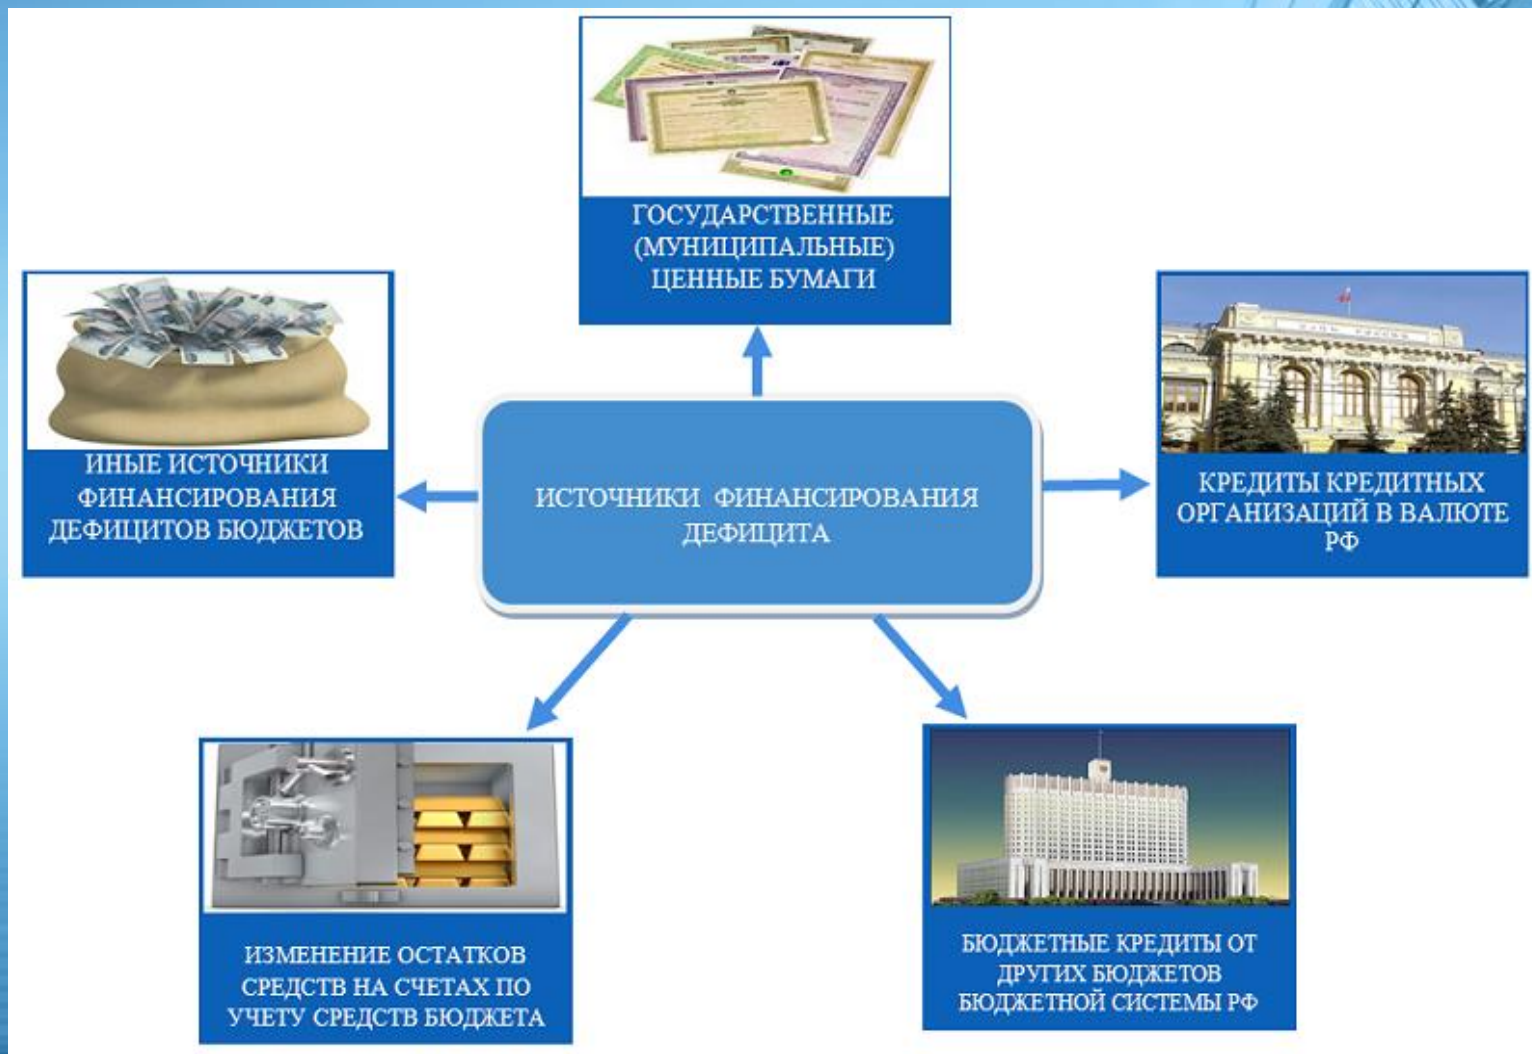 ГОСУДАРСТВЕННЫЕ
(МУНИЦИПАЛЬНЫЕ)
ЦЕННЫЕ БУМАГИ
ИНЫЕ ИСТОЧНИКИ
ФИНАНСИРОВАНИЯ
ДЕФИЦИТОВ БЮДЖЕТОВ
ИСТОЧНИКИ ФИНАНСИРОВАНИЯ
ДЕФИЦИТА
КРЕДИТЫ КРЕДИТНЫХ
ОРГАНИЗАЦИЙ В ВАЛЮТЕ
РФ
ИЗМЕНЕНИЕ ОСТАТКОВ
СРЕДСТВ НА СЧЕТАХ ПО
УЧЕТУ СРЕДСТВ БЮДЖЕТА
БЮДЖЕТНЫЕ КРЕДИТЫ ОТ
ДРУГИХ БЮДЖЕТОВ
БЮДЖЕТНОЙ СИСТЕМЫ РФ